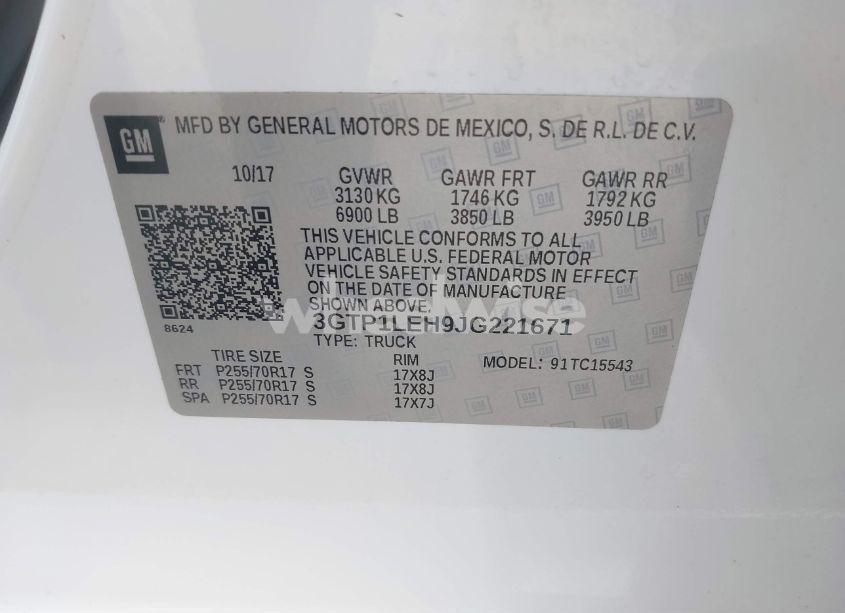 GM ® MFD BY GENERAL MOTORS DE MEXICO, S. DE R.L. DE C.V.
10/17 GVWR GAWR FRT GAWR RR
3130 KG 1746 KG 1792 KG
6900 LB 3850 LB 3950 LB
THIS VEHICLE CONFORMS TO ALL
APPLICABLE U.S. FEDERAL MOTOR
VEHICLE SAFETY STANDARDS IN EFFECT
ON THE DATE OF MANUFACTURE
SHOWN ABOVE.
8624 3GTP1LEH9JG221671
TYPE: TRUCK
TIRE SIZE RIM MODEL: 91TC15543
FRT P255/70R17 S 17X8J
RR P255/70R17 S 17X8J
SPA P255/70R17 S 17X7J